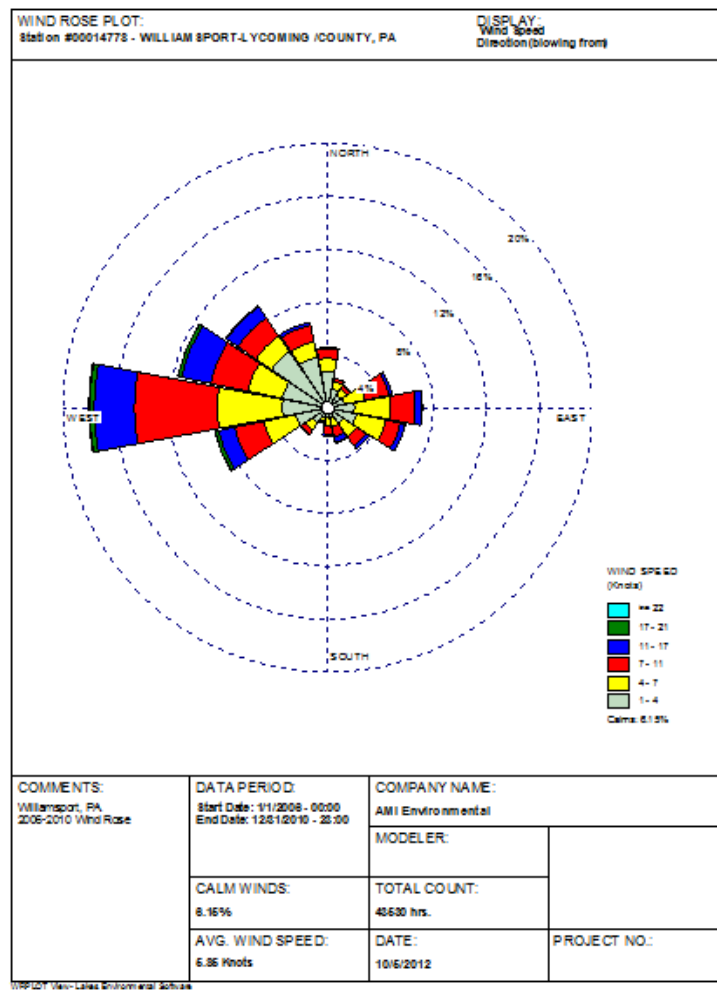 WIND ROSE PLOT:
Station #00014778 - WILLIAMSPORT-LYCOMING /COUNTY, PA
DISPLAY:
Wind Speed
Direction (blowing from)
NORTH
20%
16%
12%
8%
4%
WEST
EAST
SOUTH
WIND SPEED
(Knots)
>= 22
17 - 21
11 - 17
7 - 11
4 - 7
1 - 4
Calms: 6.15%
COMMENTS:
Williamsport, PA
2006-2010 Wind Rose
DATA PERIOD:
Start Date: 1/1/2006 - 00:00
End Date: 12/31/2010 - 23:00
COMPANY NAME:
AMI Environmental
MODELER:
CALM WINDS:
6.15%
TOTAL COUNT:
43530 hrs.
AVG. WIND SPEED:
5.85 Knots
DATE:
10/5/2012
PROJECT NO.:
WRPLOT View - Lakes Environmental Software